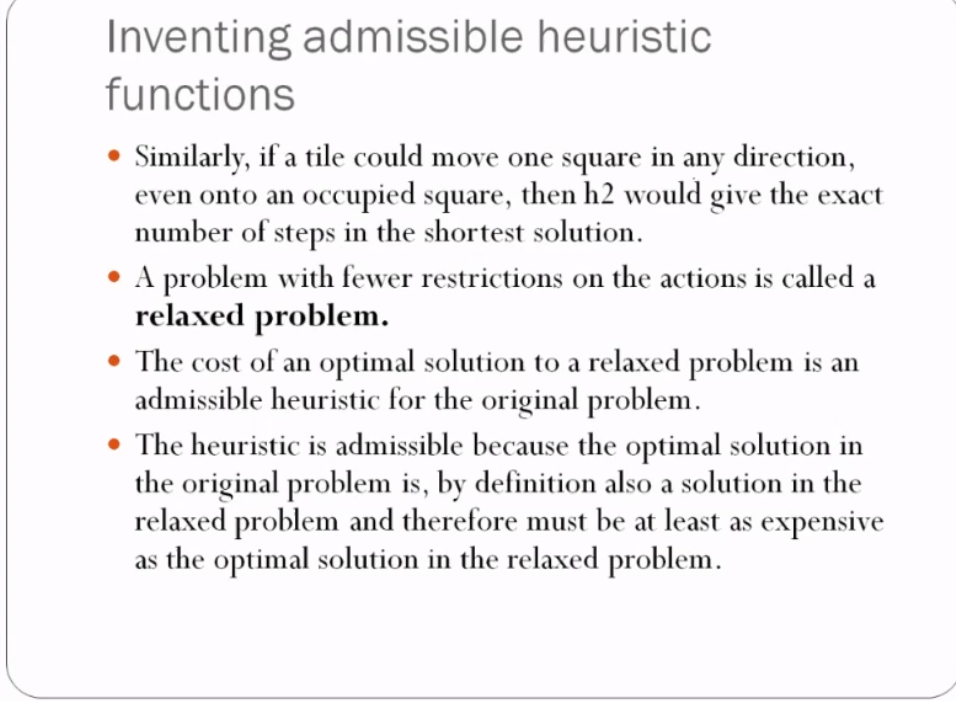 Inventing admissible heuristic
functions
• Similarly, if a tile could move one square in any direction,
even onto an occupied square, then h2 would give the exact
number of steps in the shortest solution.
• A problem with fewer restrictions on the actions is called a
relaxed problem.
• The cost of an optimal solution to a relaxed problem is an
admissible heuristic for the original problem.
• The heuristic is admissible because the optimal solution in
the original problem is, by definition also a solution in the
relaxed problem and therefore must be at least as expensive
as the optimal solution in the relaxed problem.